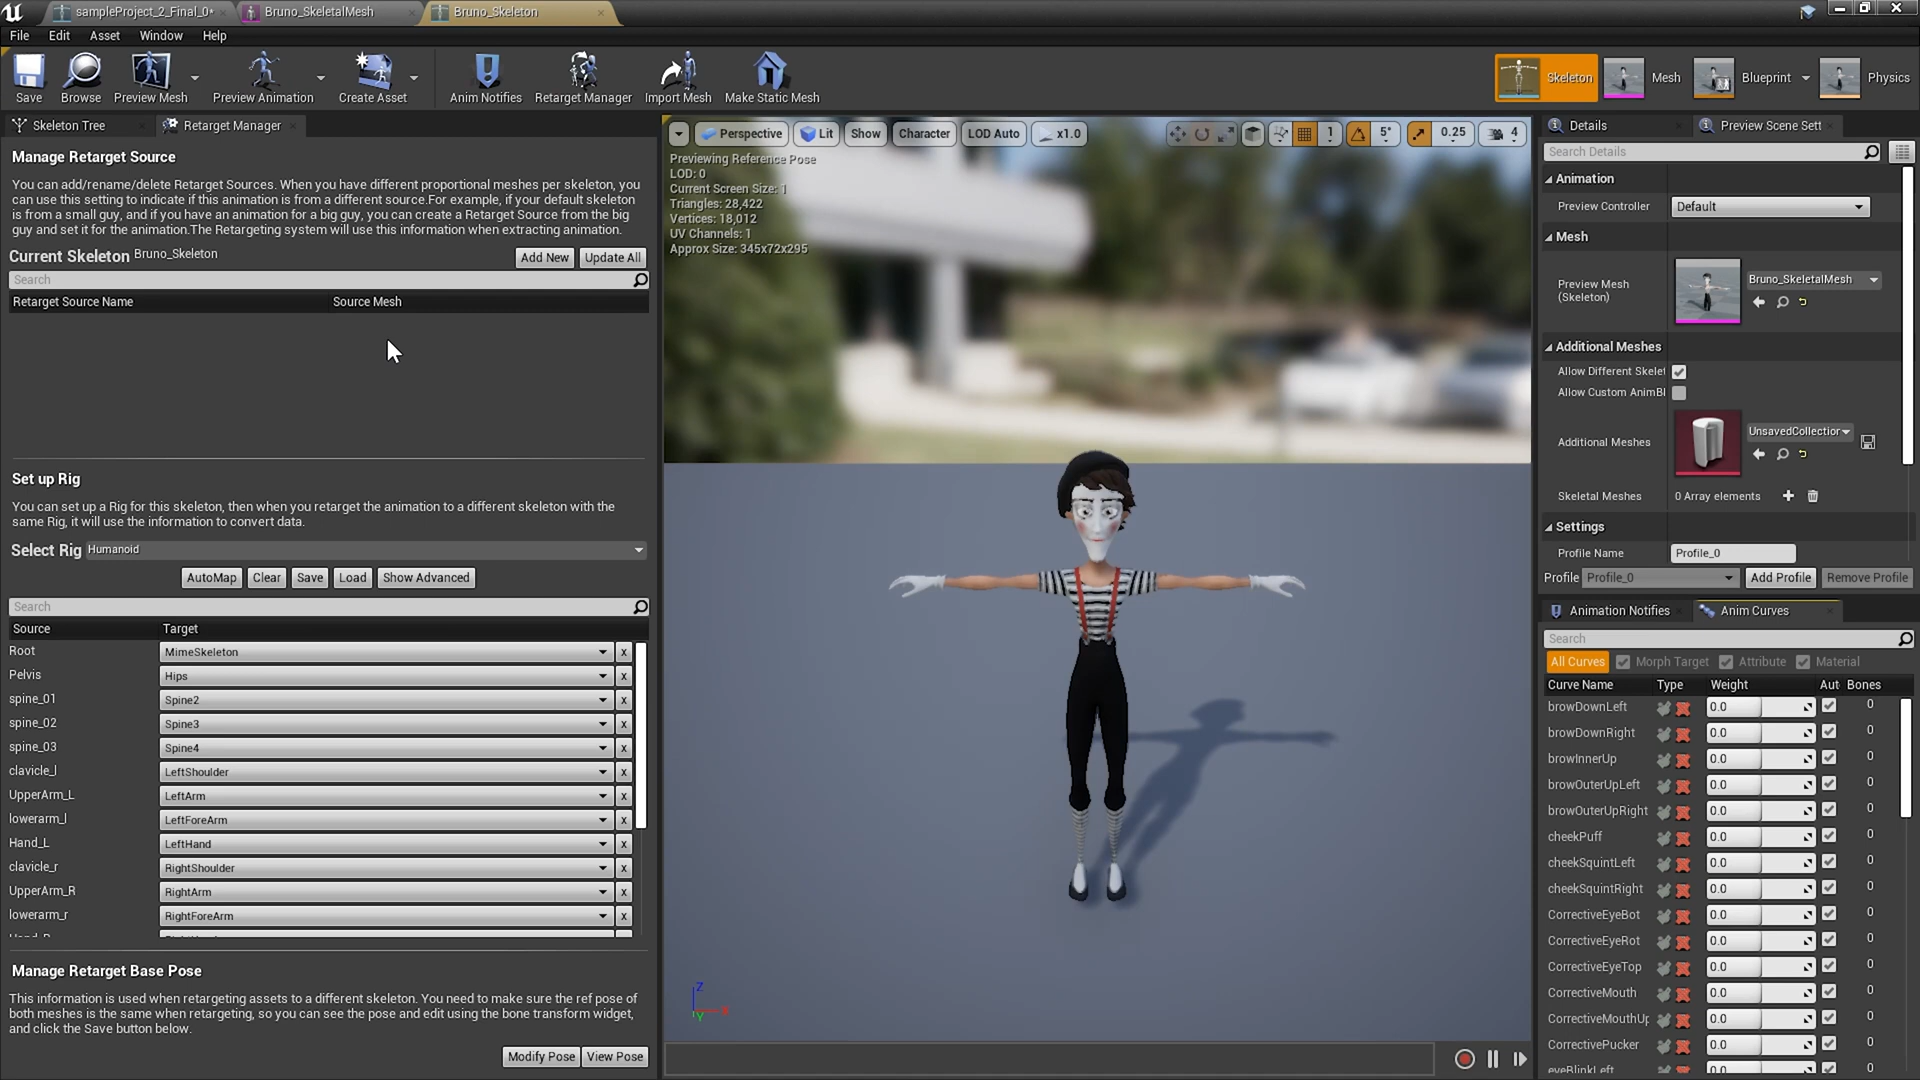 sampleProject_2_Final_0*
Bruno_SkeletalMesh
Bruno_Skeleton
File Edit Asset Window Help
Save
Browse
Preview Mesh
Preview Animation
Create Asset
Anim Notifies
Retarget Manager
Import Mesh
Make Static Mesh
Skeleton
Mesh
Blueprint
Physics
Skeleton Tree
Retarget Manager
Manage Retarget Source
You can add/rename/delete Retarget Sources. When you have different proportional meshes per skeleton, you
can use this setting to indicate if this animation is from a different source.For example, if your default skeleton
is from a small guy, and if you have an animation for a big guy, you can create a Retarget Source from the big
guy and set it for the animation.The Retargeting system will use this information when extracting animation.
Current Skeleton Bruno_Skeleton
Add New
Update All
Search
Retarget Source Name Source Mesh
Set up Rig
You can set up a Rig for this skeleton, then when you retarget the animation to a different skeleton with the
same Rig, it will use the information to convert data.
Select Rig Humanoid
AutoMap Clear Save Load Show Advanced
Search
Source Target
Root MimeSkeleton x
Pelvis Hips x
spine_01 Spine2 x
spine_02 Spine3 x
spine_03 Spine4 x
clavicle_l LeftShoulder x
UpperArm_L LeftArm x
lowerarm_l LeftForeArm x
Hand_L LeftHand x
clavicle_r RightShoulder x
UpperArm_R RightArm x
lowerarm_r RightForeArm x
Manage Retarget Base Pose
This information is used when retargeting assets to a different skeleton. You need to make sure the ref pose of
both meshes is the same when retargeting, so you can see the pose and edit using the bone transform widget,
and click the Save button below.
Modify Pose View Pose
Perspective Lit Show Character LOD Auto x1.0 1 5° 0.25 4
Previewing Reference Pose
LOD: 0
Current Screen Size: 1
Triangles: 28,422
Vertices: 18,012
UV Channels: 1
Approx Size: 345x72x295
Z
X
Y
Details
Preview Scene Sett
Search Details
Animation
Preview Controller Default
Mesh
Preview Mesh
(Skeleton)
Bruno_SkeletalMesh
Additional Meshes
Allow Different Skelet
Allow Custom AnimBl
Additional Meshes UnsavedCollection
Skeletal Meshes 0 Array elements
Settings
Profile Name Profile_0
Profile Profile_0 Add Profile Remove Profile
Animation Notifies
Anim Curves
Search
All Curves Morph Target Attribute Material
Curve Name Type Weight Aut Bones
browDownLeft 0.0 0
browDownRight 0.0 0
browInnerUp 0.0 0
browOuterUpLeft 0.0 0
browOuterUpRight 0.0 0
cheekPuff 0.0 0
cheekSquintLeft 0.0 0
cheekSquintRight 0.0 0
CorrectiveEyeBot 0.0 0
CorrectiveEyeRot 0.0 0
CorrectiveEyeTop 0.0 0
CorrectiveMouth 0.0 0
CorrectiveMouthUp 0.0 0
CorrectivePucker 0.0 0
eyeBlinkLeft 0.0 0